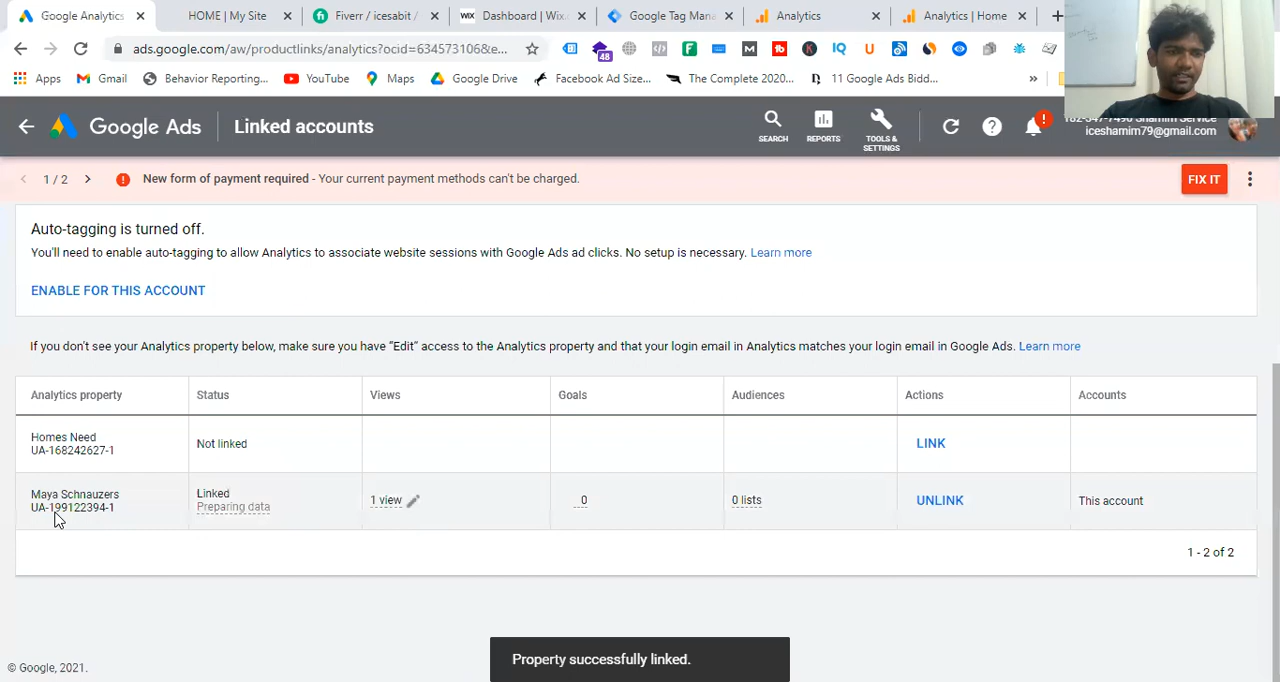 Google Analytics
HOME | My Site
Fiverr / icesabit /
Dashboard | Wix.c
Google Tag Mana
Analytics
Analytics | Home
ads.google.com/aw/productlinks/analytics?ocid=634573106&e...
48
Apps
Gmail
Behavior Reporting...
YouTube
Maps
Google Drive
Facebook Ad Size...
The Complete 2020...
11 Google Ads Bidd...
Google Ads
Linked accounts
SEARCH
REPORTS
TOOLS &
SETTINGS
iceshamim79@gmail.com
1 / 2
New form of payment required - Your current payment methods can't be charged.
FIX IT
Auto-tagging is turned off.
You'll need to enable auto-tagging to allow Analytics to associate website sessions with Google Ads ad clicks. No setup is necessary. Learn more
ENABLE FOR THIS ACCOUNT
If you don't see your Analytics property below, make sure you have “Edit” access to the Analytics property and that your login email in Analytics matches your login email in Google Ads. Learn more
Analytics property
Status
Views
Goals
Audiences
Actions
Accounts
Homes Need
UA-168242627-1
Not linked
LINK
Maya Schnauzers
UA-199122394-1
Linked
Preparing data
1 view
0
0 lists
UNLINK
This account
1 - 2 of 2
Property successfully linked.
© Google, 2021.